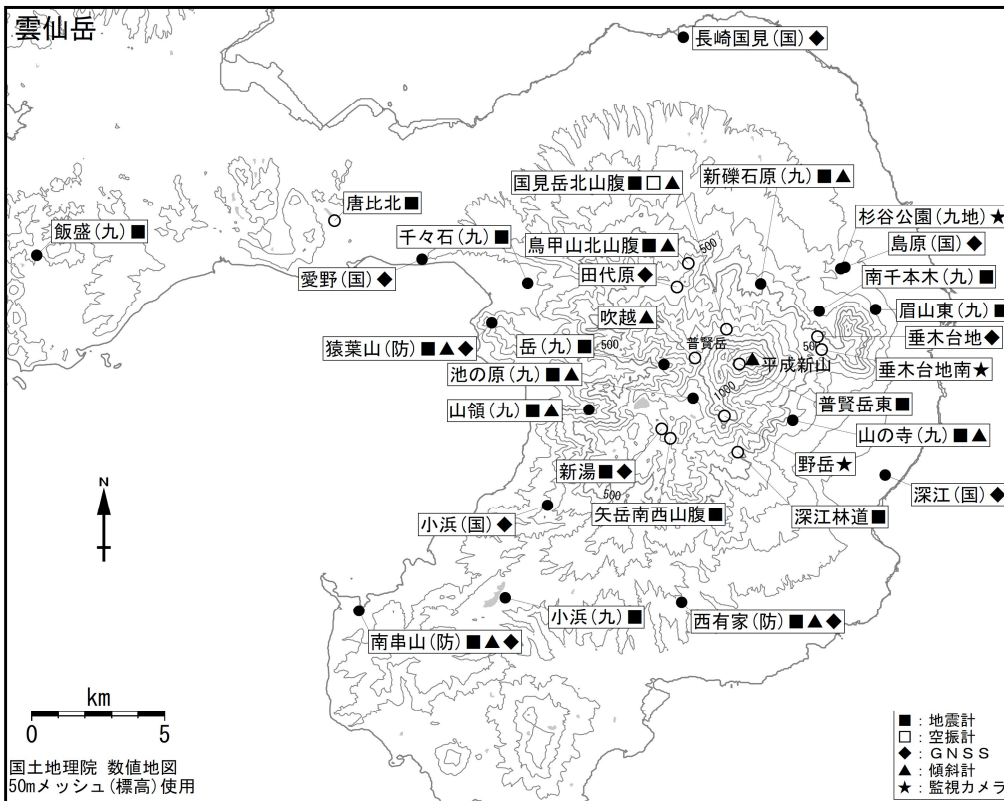 雲仙岳
長崎国見(国)◆
国見岳北山腹■□▲
新礫石原(九)■▲
唐比北■
杉谷公園(九地)★
飯盛(九)■
千々石(九)■
鳥甲山北山腹■▲
島原(国)◆
500
愛野(国)◆
田代原◆
南千本木(九)■
吹越▲
眉山東(九)■
猿葉山(防)■▲◆
岳(九)■
500
普賢岳
500
垂木台地◆
平成新山
垂木台地南★
池の原(九)■▲
1000
山領(九)■▲
普賢岳東■
山の寺(九)■▲
新湯■◆
野岳★
N
500
深江(国)◆
小浜(国)◆
矢岳南西山腹■
深江林道■
小浜(九)■
西有家(防)■▲◆
南串山(防)■▲◆
km
0 5
国土地理院 数値地図
50mメッシュ(標高)使用
■:地震計
□:空振計
◆:GNSS
▲:傾斜計
★:監視カメラ